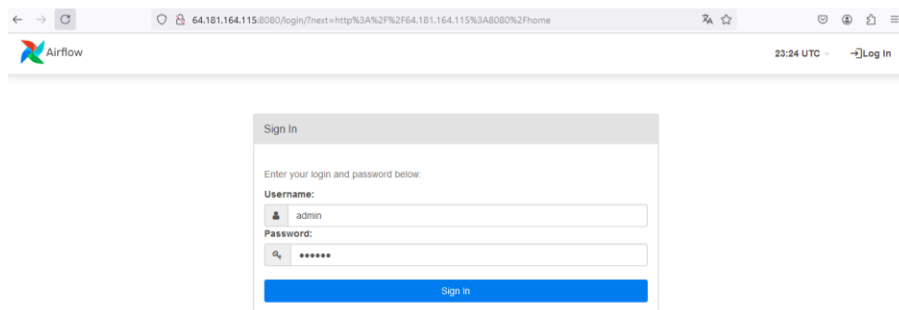 64.181.164.115:8080/login/?next=http%3A%2F%2F64.181.164.115%3A8080%2Fhome
Airflow
23:24 UTC
Log In
Sign In
Enter your login and password below:
Username:
admin
Password:
••••••
Sign In